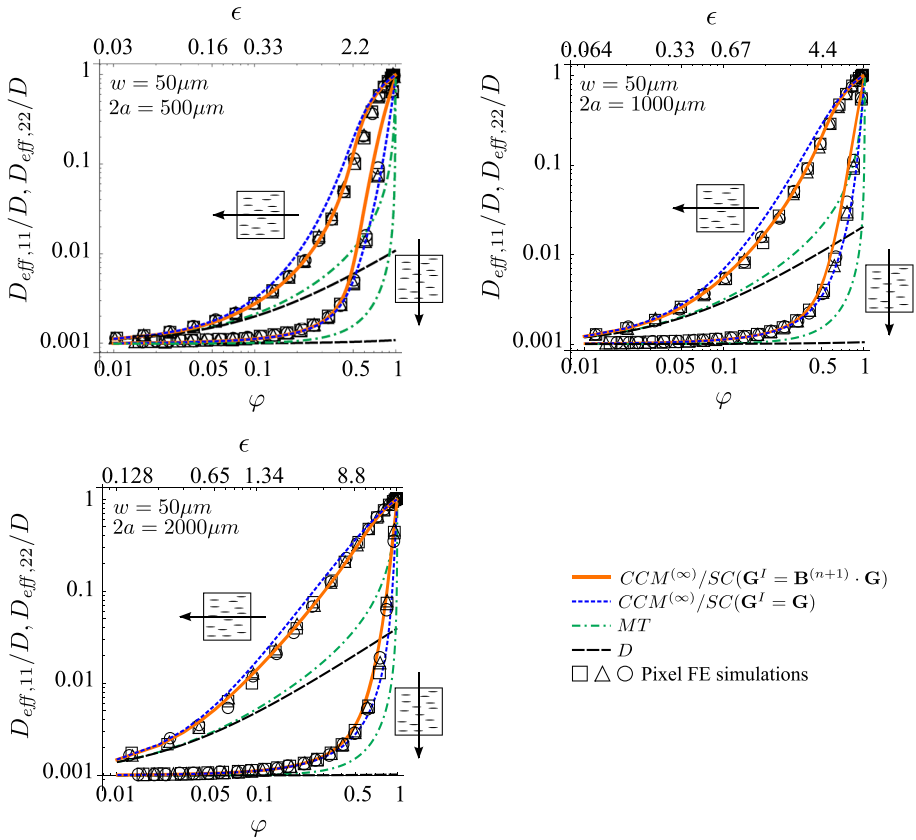 ϵ
0.03 0.16 0.33 2.2
w = 50μm
2a = 500μm
D_{eff,11}/D, D_{eff,22}/D
1
0.1
0.01
0.001
0.01 0.05 0.1 0.5 1
φ
ϵ
0.064 0.33 0.67 4.4
w = 50μm
2a = 1000μm
D_{eff,11}/D, D_{eff,22}/D
1
0.1
0.01
0.001
0.01 0.05 0.1 0.5 1
φ
ϵ
0.128 0.65 1.34 8.8
w = 50μm
2a = 2000μm
D_{eff,11}/D, D_{eff,22}/D
1
0.1
0.01
0.001
0.01 0.05 0.1 0.5 1
φ
CCM^{(∞)}/SC(G^I = B^{(n+1)} · G)
CCM^{(∞)}/SC(G^I = G)
MT
D
Pixel FE simulations